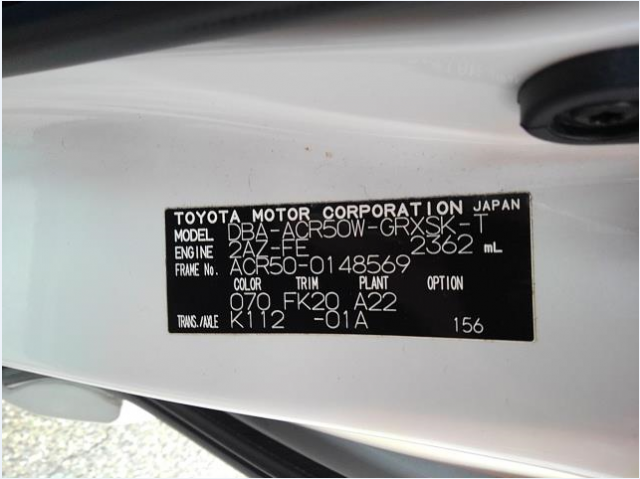 TOYOTA MOTOR CORPORATION JAPAN
MODEL DBA-ACR50W-GRXSK-T
ENGINE 2AZ-FE 2362 mL
FRAME No. ACR50-0148569
COLOR TRIM PLANT OPTION
070 FK20 A22
TRANS./AXLE K112 -01A 156